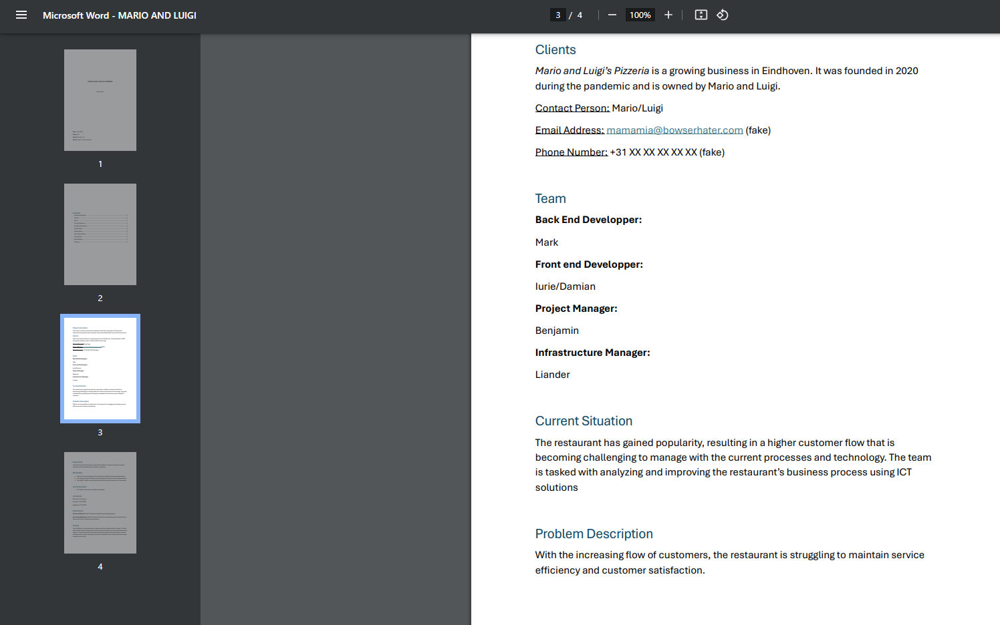 Microsoft Word - MARIO AND LUIGI
3 / 4
100%
1
2
3
4
Clients
Mario and Luigi's Pizzeria is a growing business in Eindhoven. It was founded in 2020
during the pandemic and is owned by Mario and Luigi.
Contact Person: Mario/Luigi
Email Address: mamamia@bowserhater.com (fake)
Phone Number: +31 XX XX XX XX XX (fake)
Team
Back End Developper:
Mark
Front end Developper:
Iurie/Damian
Project Manager:
Benjamin
Infrastructure Manager:
Liander
Current Situation
The restaurant has gained popularity, resulting in a higher customer flow that is
becoming challenging to manage with the current processes and technology. The team
is tasked with analyzing and improving the restaurant's business process using ICT
solutions
Problem Description
With the increasing flow of customers, the restaurant is struggling to maintain service
efficiency and customer satisfaction.